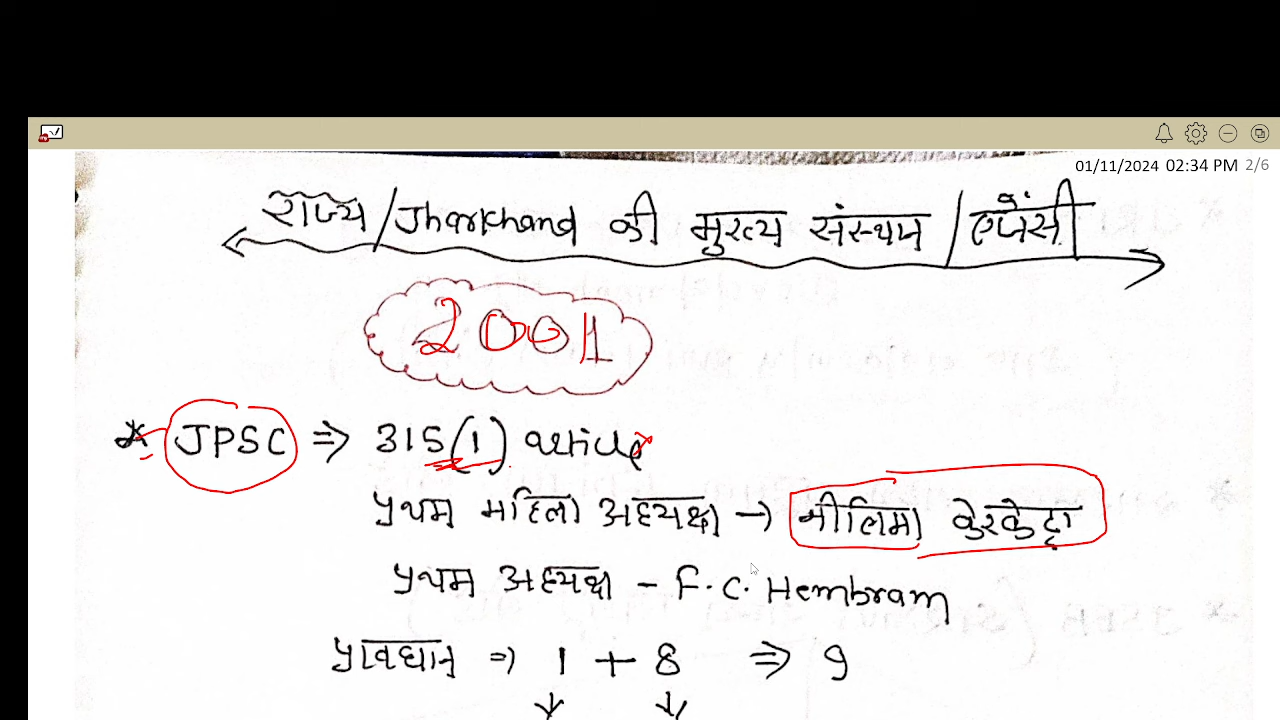 01/11/2024 02:34 PM 2/6
राज्य/Jharkhand की मुख्य संस्थान/एजेंसी
2001
* JPSC ⇒ 315(1) article
प्रथम महिला अध्यक्ष → नीलिमा केरकेट्टा
प्रथम अध्यक्ष - F.C. Hembram
प्रावधान ⇒ 1 + 8 ⇒ 9